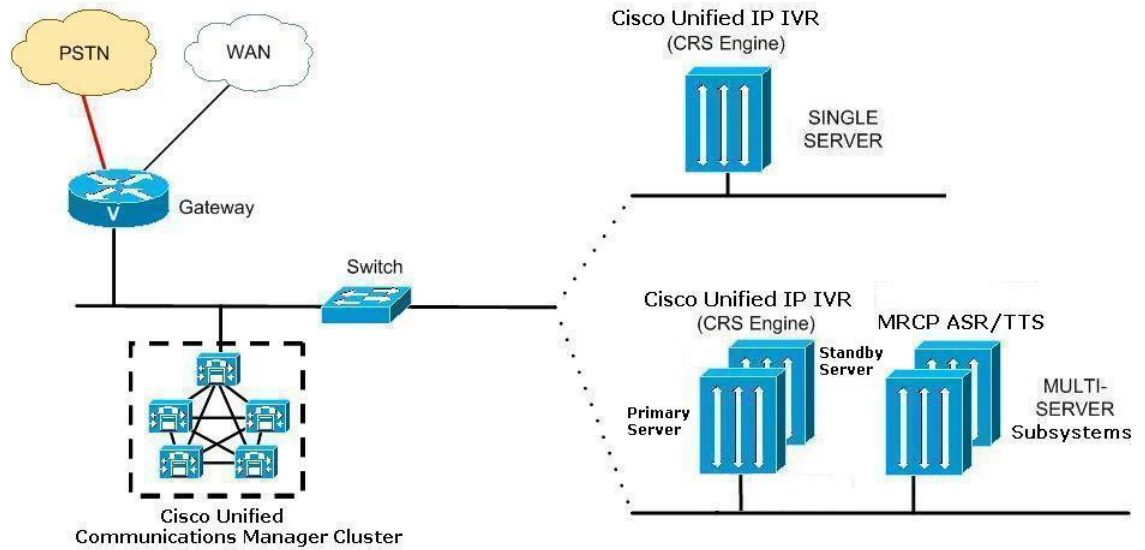 PSTN
WAN
V
Gateway
Switch
Cisco Unified
Communications Manager Cluster
Cisco Unified IP IVR
(CRS Engine)
SINGLE
SERVER
Cisco Unified IP IVR
(CRS Engine)
Standby
Server
Primary
Server
MRCP ASR/TTS
MULTI-
SERVER
Subsystems